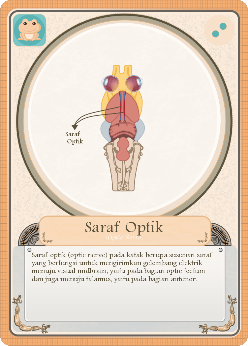 Saraf
Optik
Saraf Optik
Saraf optik (optic nerve) pada katak berupa susunan saraf
yang berfungsi untuk mengirimkan gelombang elektrik
menuju visual midbrain, yaitu pada bagian optic tectum
dan juga menuju talamus, yaitu pada bagian anterior.